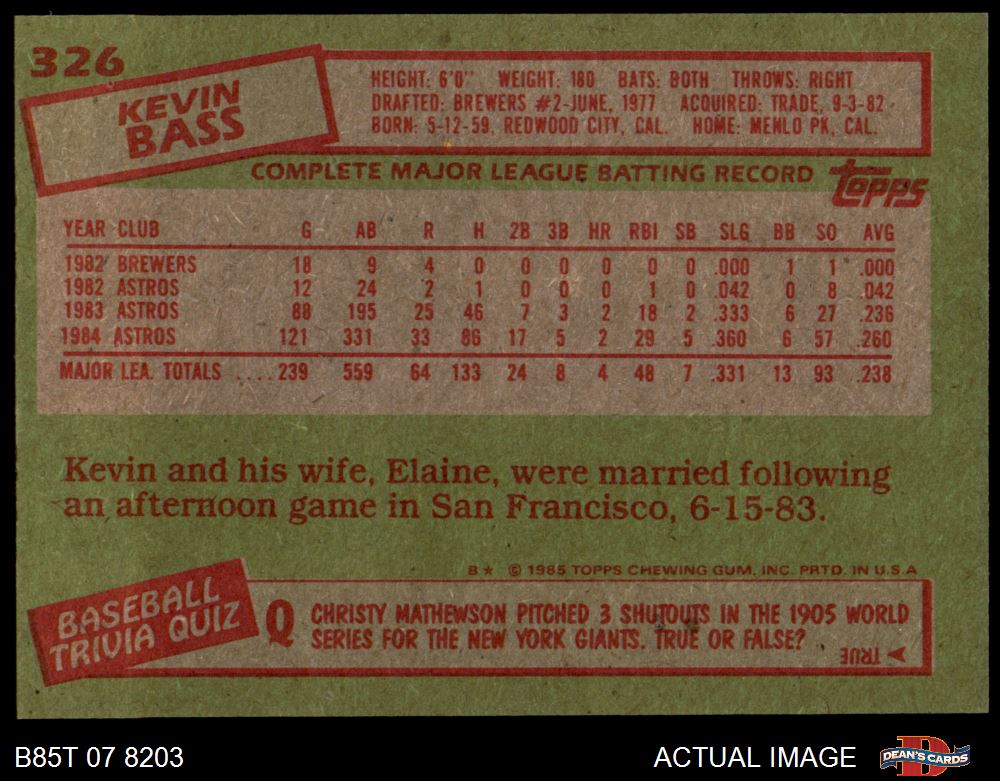 326
KEVIN
BASS
HEIGHT: 6'0" WEIGHT: 180 BATS: BOTH THROWS: RIGHT
DRAFTED: BREWERS #2-JUNE, 1977 ACQUIRED: TRADE, 9-3-82
BORN: 5-12-59, REDWOOD CITY, CAL. HOME: MENLO PK, CAL.
COMPLETE MAJOR LEAGUE BATTING RECORD
topps
YEAR CLUB G AB R H 2B 3B HR RBI SB SLG BB SO AVG
1982 BREWERS 18 9 4 0 0 0 0 0 0 .000 1 1 .000
1982 ASTROS 12 24 2 1 0 0 0 1 0 .042 0 8 .042
1983 ASTROS 88 195 25 46 7 3 2 18 2 .333 6 27 .236
1984 ASTROS 121 331 33 86 17 5 2 29 5 .360 6 57 .260
MAJOR LEA. TOTALS ....239 559 64 133 24 8 4 48 7 .331 13 93 .238
Kevin and his wife, Elaine, were married following
an afternoon game in San Francisco, 6-15-83.
B★ © 1985 TOPPS CHEWING GUM, INC. PRTD. IN U.S.A
BASEBALL
TRIVIA QUIZ
Q CHRISTY MATHEWSON PITCHED 3 SHUTOUTS IN THE 1905 WORLD
SERIES FOR THE NEW YORK GIANTS. TRUE OR FALSE?
TRUE
B85T 07 8203
ACTUAL IMAGE
D
DEAN'S CARDS